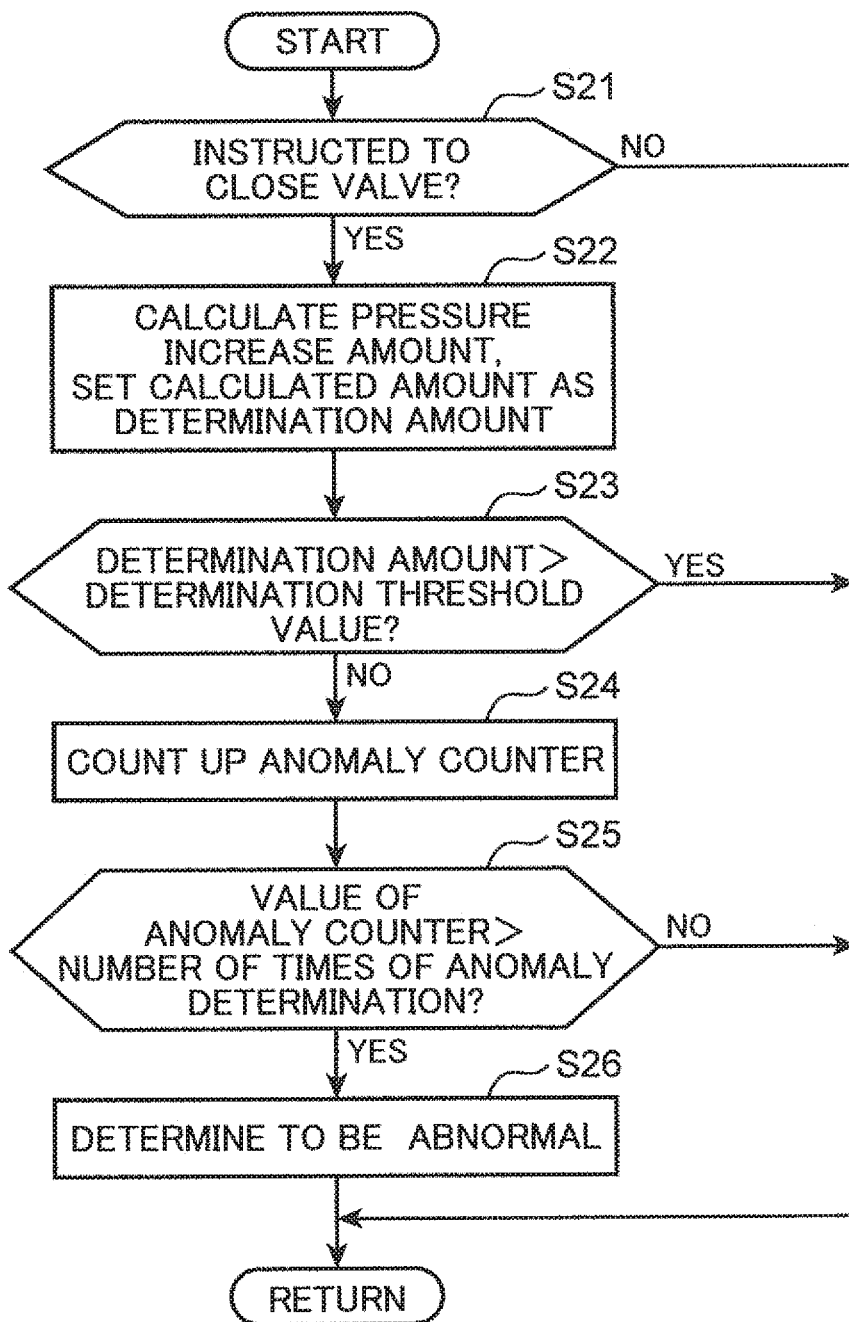 START
S21
INSTRUCTED TO
CLOSE VALVE?
NO
YES
S22
CALCULATE PRESSURE
INCREASE AMOUNT,
SET CALCULATED AMOUNT AS
DETERMINATION AMOUNT
S23
DETERMINATION AMOUNT>
DETERMINATION THRESHOLD
VALUE?
YES
NO
S24
COUNT UP ANOMALY COUNTER
S25
VALUE OF
ANOMALY COUNTER>
NUMBER OF TIMES OF ANOMALY
DETERMINATION?
NO
YES
S26
DETERMINE TO BE ABNORMAL
RETURN